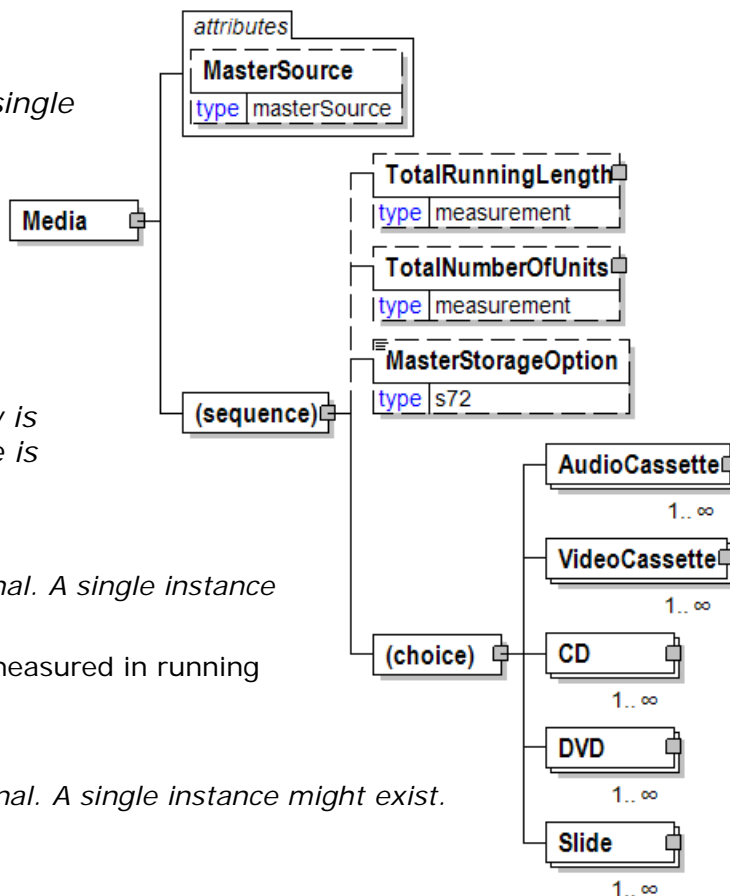 attributes
MasterSource
type masterSource
single
TotalRunningLength
type measurement
Media
TotalNumberOfUnits
type measurement
MasterStorageOption
type s72
is
(sequence)
e is
AudioCassette
1.. ∞
VideoCassette
nal. A single instance
1.. ∞
(choice)
CD
measured in running
1.. ∞
DVD
nal. A single instance might exist.
1.. ∞
Slide
1.. ∞